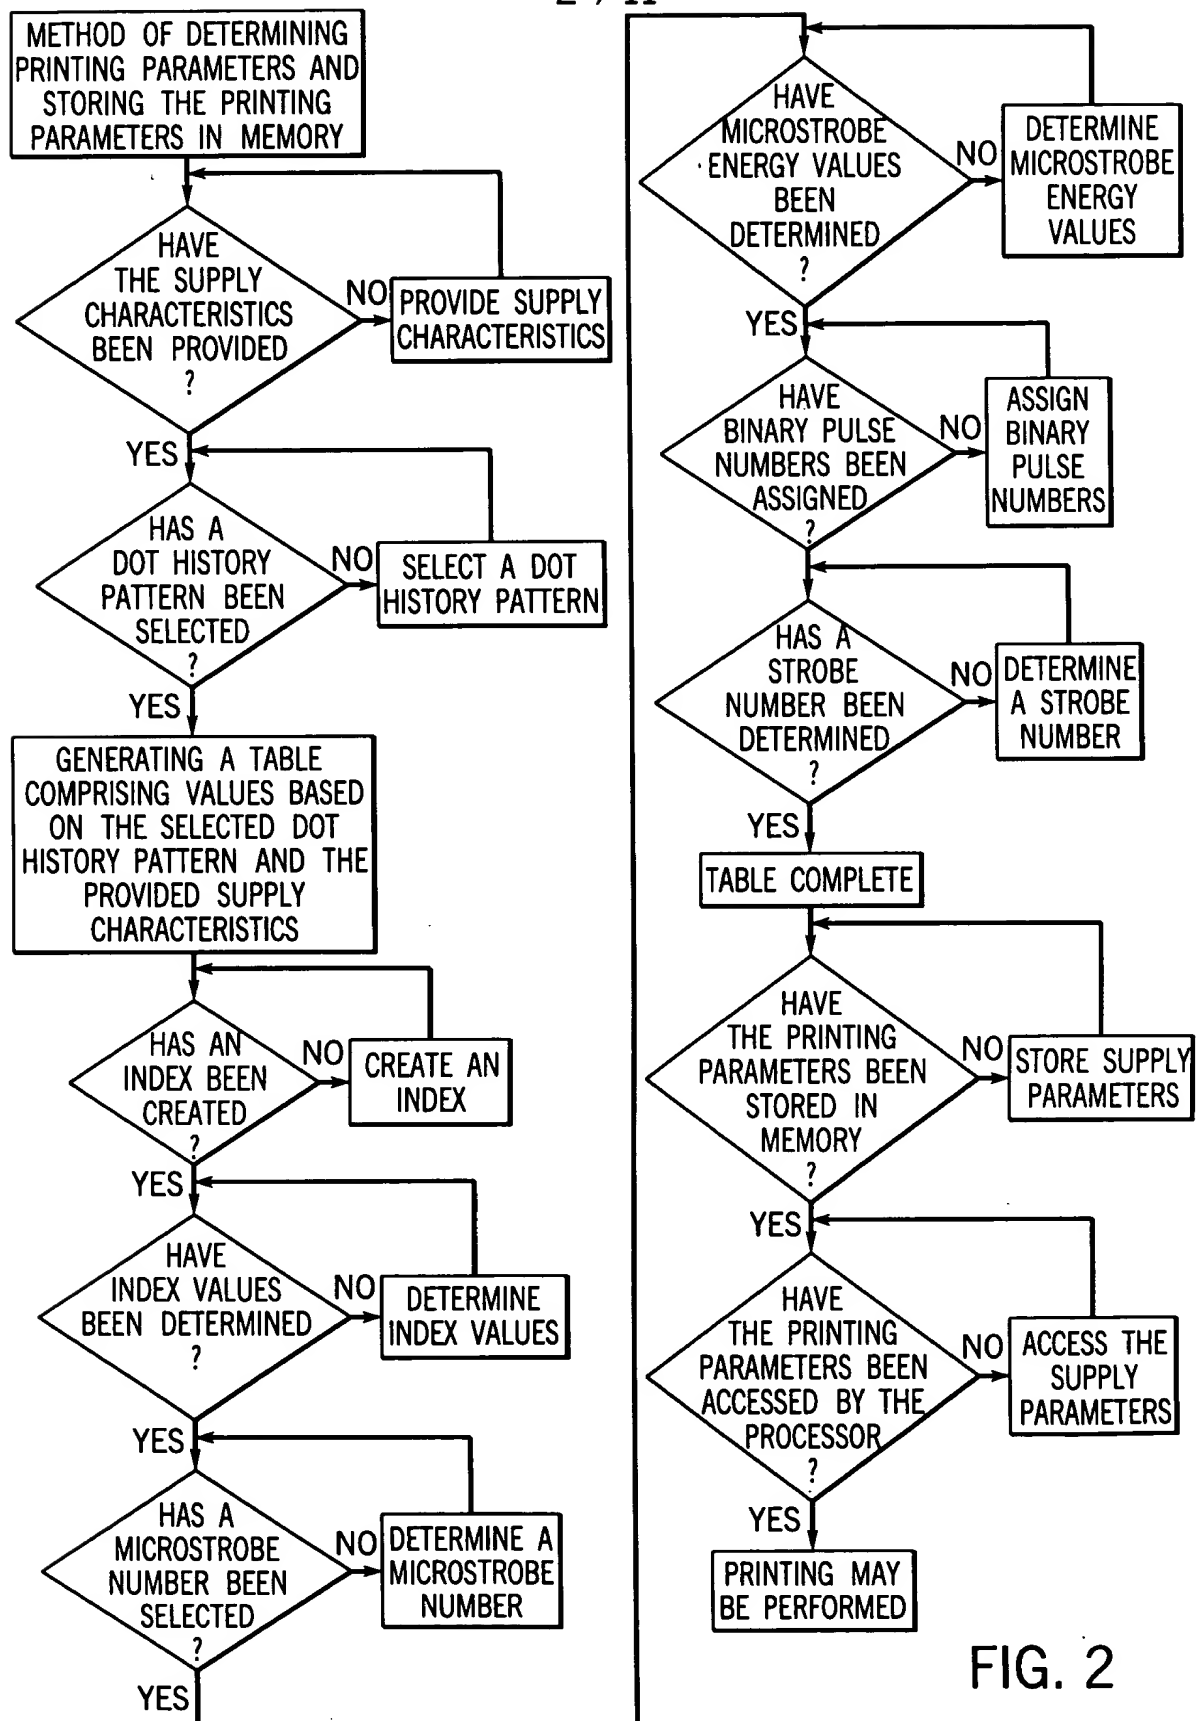 METHOD OF DETERMINING
PRINTING PARAMETERS AND
STORING THE PRINTING
PARAMETERS IN MEMORY
HAVE
THE SUPPLY
CHARACTERISTICS
BEEN PROVIDED
?
NO
PROVIDE SUPPLY
CHARACTERISTICS
YES
HAS A
DOT HISTORY
PATTERN BEEN
SELECTED
?
NO
SELECT A DOT
HISTORY PATTERN
YES
GENERATING A TABLE
COMPRISING VALUES BASED
ON THE SELECTED DOT
HISTORY PATTERN AND THE
PROVIDED SUPPLY
CHARACTERISTICS
HAS AN
INDEX BEEN
CREATED
?
NO
CREATE AN
INDEX
YES
HAVE
INDEX VALUES
BEEN DETERMINED
?
NO
DETERMINE
INDEX VALUES
YES
HAS A
MICROSTROBE
NUMBER BEEN
SELECTED
?
NO
DETERMINE A
MICROSTROBE
NUMBER
YES
HAVE
MICROSTROBE
ENERGY VALUES
BEEN
DETERMINED
?
NO
DETERMINE
MICROSTROBE
ENERGY
VALUES
YES
HAVE
BINARY PULSE
NUMBERS BEEN
ASSIGNED
?
NO
ASSIGN
BINARY
PULSE
NUMBERS
HAS A
STROBE
NUMBER BEEN
DETERMINED
?
NO
DETERMINE
A STROBE
NUMBER
YES
TABLE COMPLETE
HAVE
THE PRINTING
PARAMETERS BEEN
STORED IN
MEMORY
?
NO
STORE SUPPLY
PARAMETERS
YES
HAVE
THE PRINTING
PARAMETERS BEEN
ACCESSED BY THE
PROCESSOR
?
NO
ACCESS THE
SUPPLY
PARAMETERS
YES
PRINTING MAY
BE PERFORMED
FIG. 2